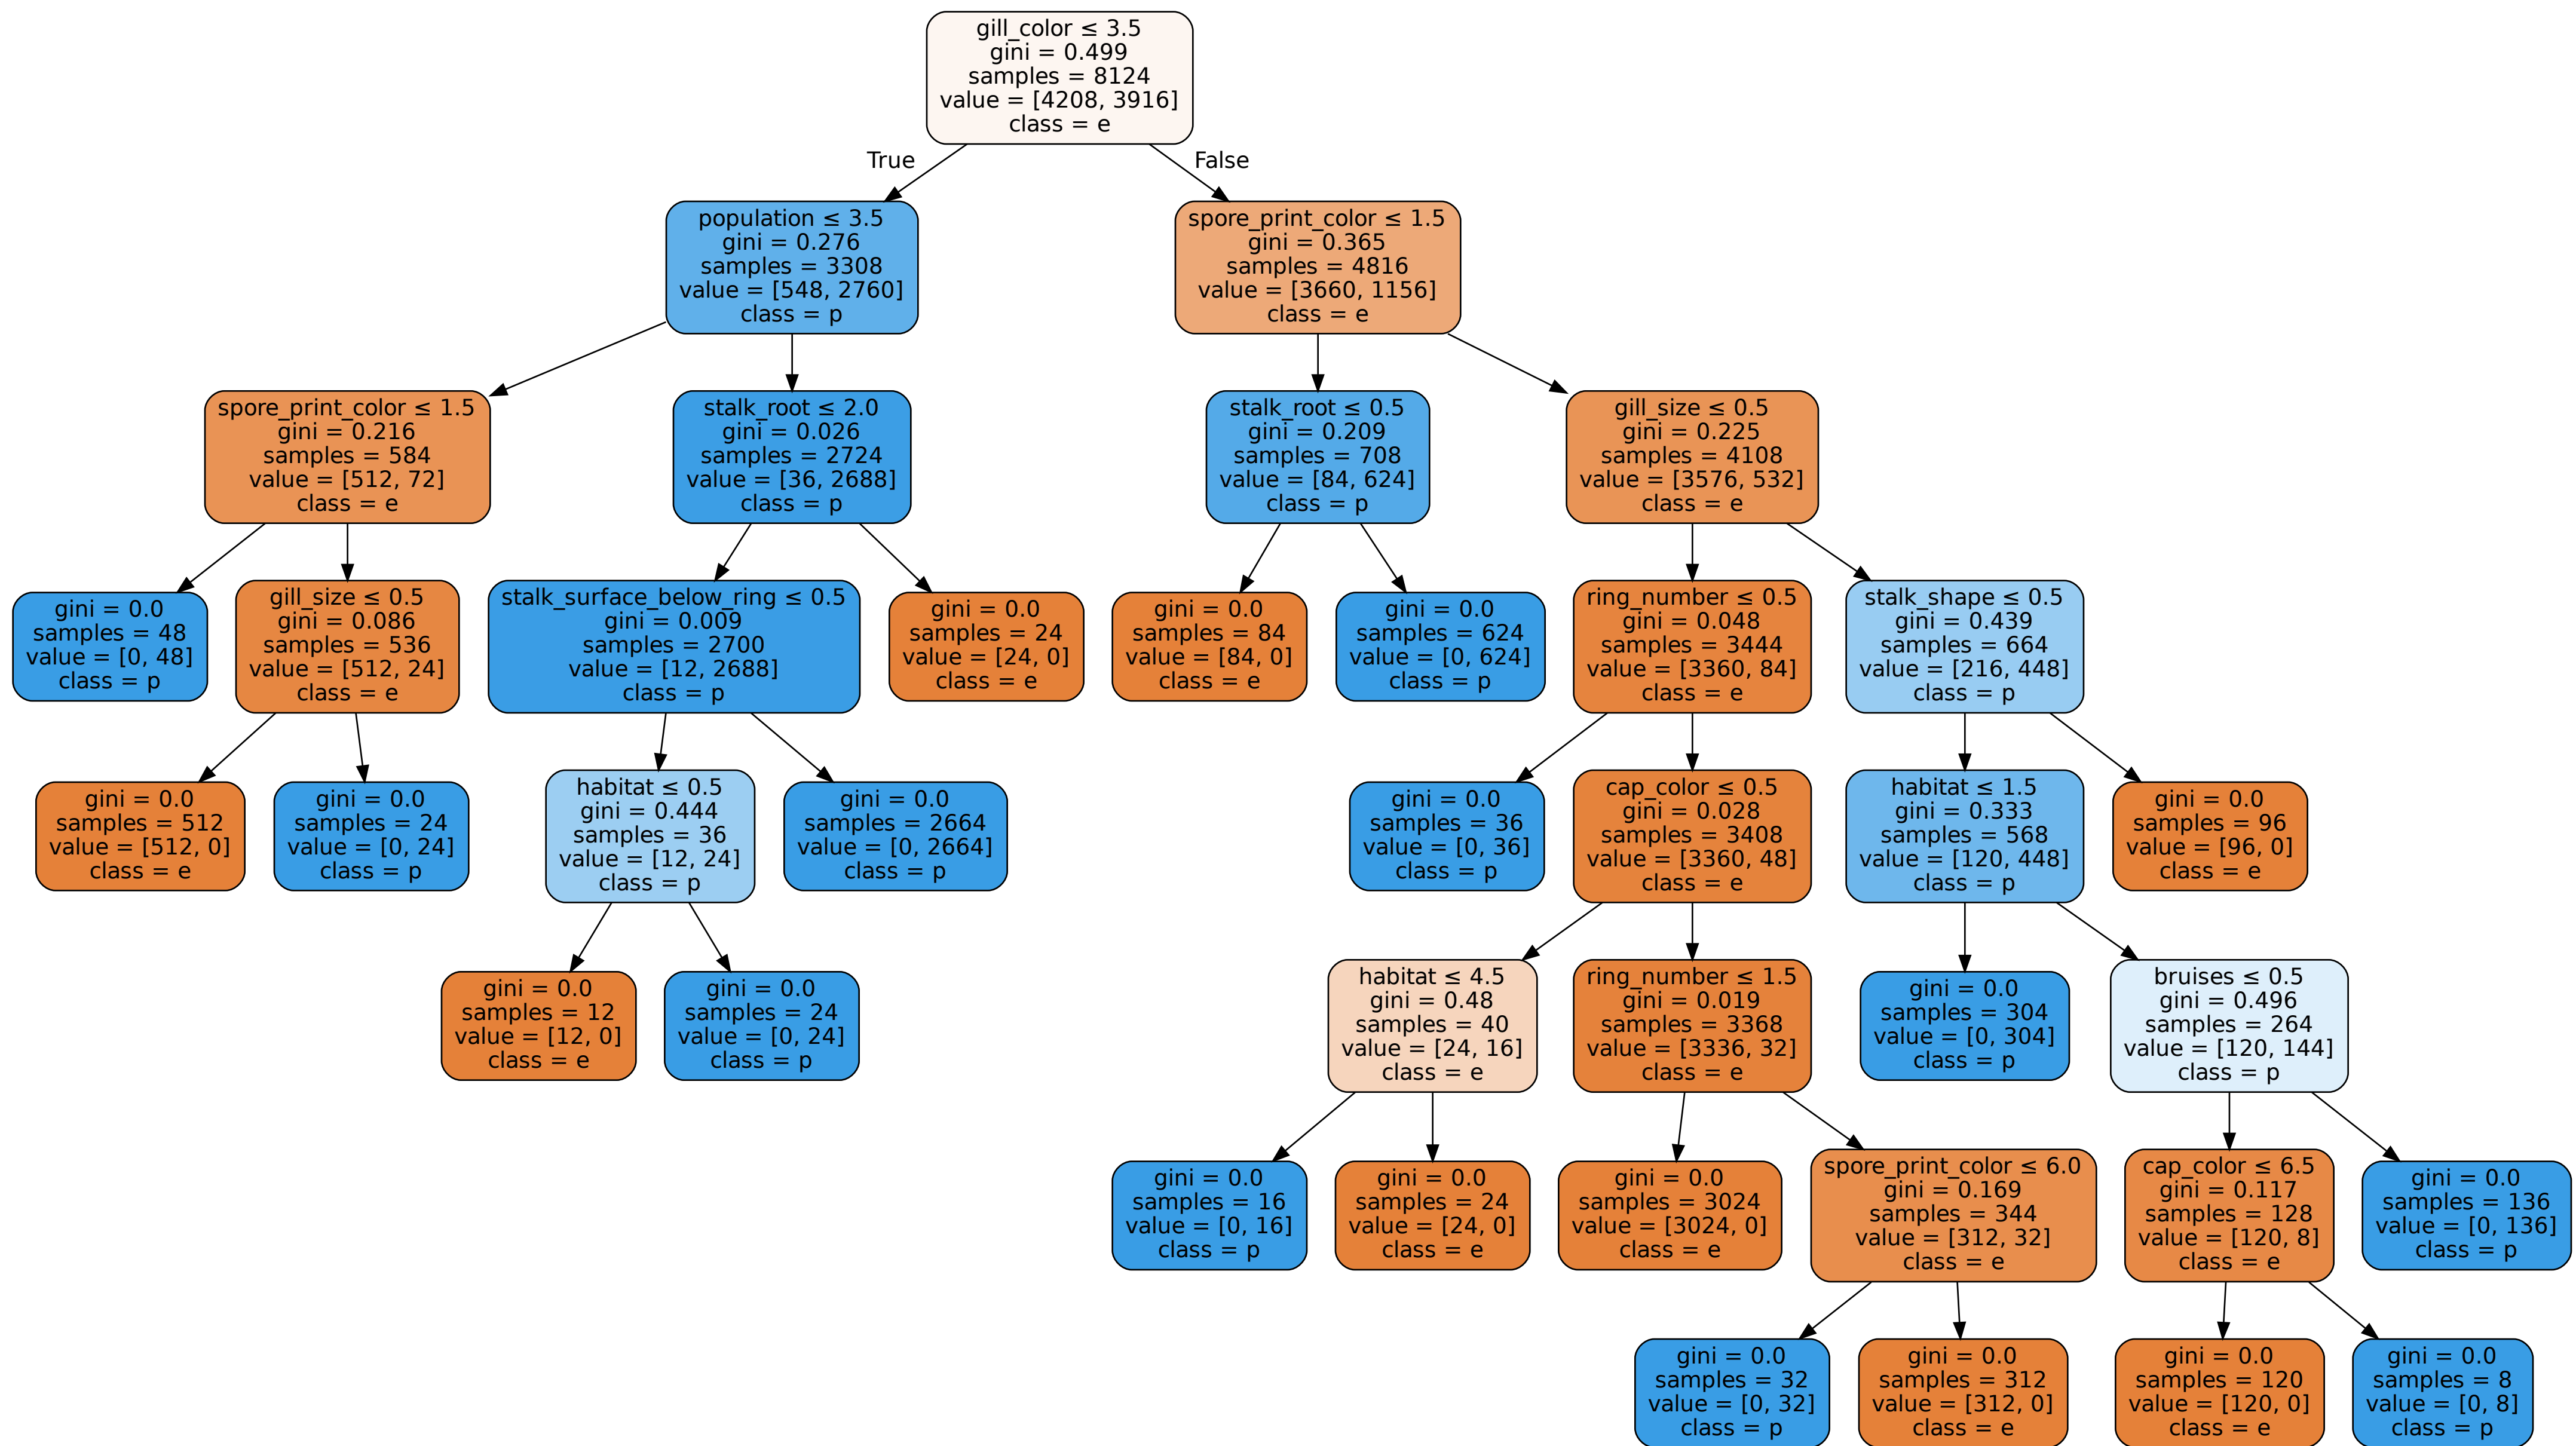 gill_color ≤ 3.5
gini = 0.499
samples = 8124
value = [4208, 3916]
class = e
True
False
population ≤ 3.5
gini = 0.276
samples = 3308
value = [548, 2760]
class = p
spore_print_color ≤ 1.5
gini = 0.365
samples = 4816
value = [3660, 1156]
class = e
spore_print_color ≤ 1.5
gini = 0.216
samples = 584
value = [512, 72]
class = e
stalk_root ≤ 2.0
gini = 0.026
samples = 2724
value = [36, 2688]
class = p
stalk_root ≤ 0.5
gini = 0.209
samples = 708
value = [84, 624]
class = p
gill_size ≤ 0.5
gini = 0.225
samples = 4108
value = [3576, 532]
class = e
gini = 0.0
samples = 48
value = [0, 48]
class = p
gill_size ≤ 0.5
gini = 0.086
samples = 536
value = [512, 24]
class = e
stalk_surface_below_ring ≤ 0.5
gini = 0.009
samples = 2700
value = [12, 2688]
class = p
gini = 0.0
samples = 24
value = [24, 0]
class = e
gini = 0.0
samples = 84
value = [84, 0]
class = e
gini = 0.0
samples = 624
value = [0, 624]
class = p
ring_number ≤ 0.5
gini = 0.048
samples = 3444
value = [3360, 84]
class = e
stalk_shape ≤ 0.5
gini = 0.439
samples = 664
value = [216, 448]
class = p
gini = 0.0
samples = 512
value = [512, 0]
class = e
gini = 0.0
samples = 24
value = [0, 24]
class = p
habitat ≤ 0.5
gini = 0.444
samples = 36
value = [12, 24]
class = p
gini = 0.0
samples = 2664
value = [0, 2664]
class = p
gini = 0.0
samples = 36
value = [0, 36]
class = p
cap_color ≤ 0.5
gini = 0.028
samples = 3408
value = [3360, 48]
class = e
habitat ≤ 1.5
gini = 0.333
samples = 568
value = [120, 448]
class = p
gini = 0.0
samples = 96
value = [96, 0]
class = e
gini = 0.0
samples = 12
value = [12, 0]
class = e
gini = 0.0
samples = 24
value = [0, 24]
class = p
habitat ≤ 4.5
gini = 0.48
samples = 40
value = [24, 16]
class = e
ring_number ≤ 1.5
gini = 0.019
samples = 3368
value = [3336, 32]
class = e
gini = 0.0
samples = 304
value = [0, 304]
class = p
bruises ≤ 0.5
gini = 0.496
samples = 264
value = [120, 144]
class = p
gini = 0.0
samples = 16
value = [0, 16]
class = p
gini = 0.0
samples = 24
value = [24, 0]
class = e
gini = 0.0
samples = 3024
value = [3024, 0]
class = e
spore_print_color ≤ 6.0
gini = 0.169
samples = 344
value = [312, 32]
class = e
cap_color ≤ 6.5
gini = 0.117
samples = 128
value = [120, 8]
class = e
gini = 0.0
samples = 136
value = [0, 136]
class = p
gini = 0.0
samples = 32
value = [0, 32]
class = p
gini = 0.0
samples = 312
value = [312, 0]
class = e
gini = 0.0
samples = 120
value = [120, 0]
class = e
gini = 0.0
samples = 8
value = [0, 8]
class = p